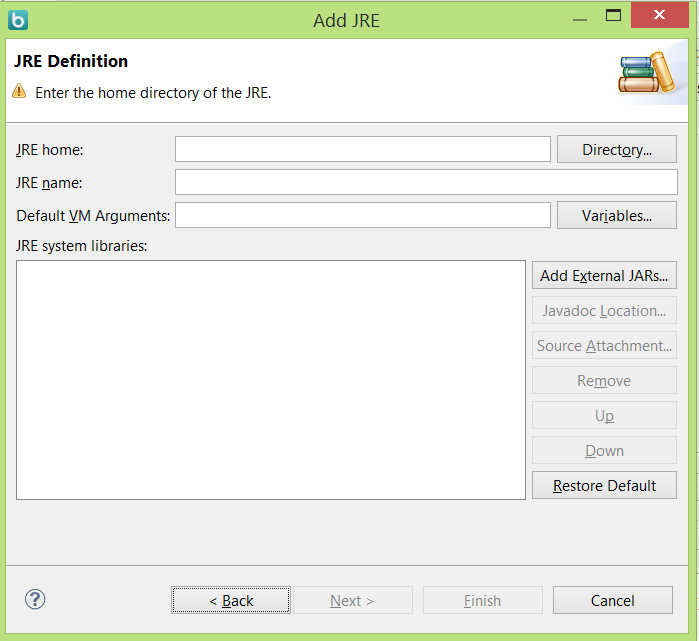 b
Add JRE
JRE Definition
Enter the home directory of the JRE.
JRE home:
Directory...
JRE name:
Default VM Arguments:
Variables...
JRE system libraries:
Add External JARs...
Javadoc Location...
Source Attachment...
Remove
Up
Down
Restore Default
?
< Back
Next >
Finish
Cancel